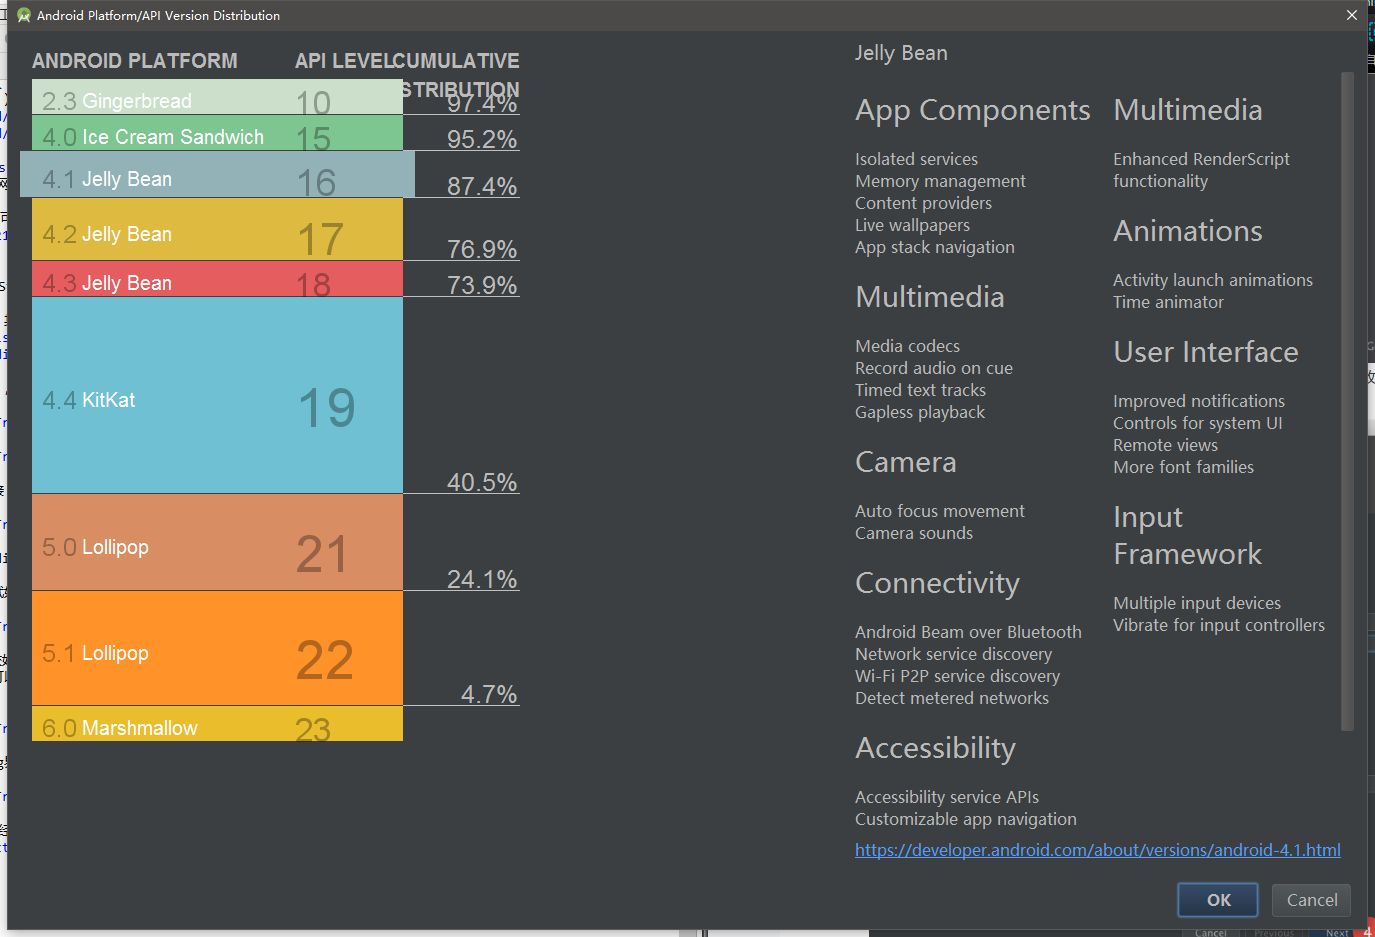 Android Platform/API Version Distribution
ANDROID PLATFORM API LEVEL CUMULATIVE
STRIBUTION
2.3 Gingerbread 10 97.4%
4.0 Ice Cream Sandwich 15 95.2%
4.1 Jelly Bean 16 87.4%
4.2 Jelly Bean 17 76.9%
4.3 Jelly Bean 18 73.9%
4.4 KitKat 19 40.5%
5.0 Lollipop 21 24.1%
5.1 Lollipop 22 4.7%
6.0 Marshmallow 23
Jelly Bean
App Components
Isolated services
Memory management
Content providers
Live wallpapers
App stack navigation
Multimedia
Media codecs
Record audio on cue
Timed text tracks
Gapless playback
Camera
Auto focus movement
Camera sounds
Connectivity
Android Beam over Bluetooth
Network service discovery
Wi-Fi P2P service discovery
Detect metered networks
Accessibility
Accessibility service APIs
Customizable app navigation
Multimedia
Enhanced RenderScript
functionality
Animations
Activity launch animations
Time animator
User Interface
Improved notifications
Controls for system UI
Remote views
More font families
Input
Framework
Multiple input devices
Vibrate for input controllers
https://developer.android.com/about/versions/android-4.1.html
OK Cancel
Cancel Previous Next 4